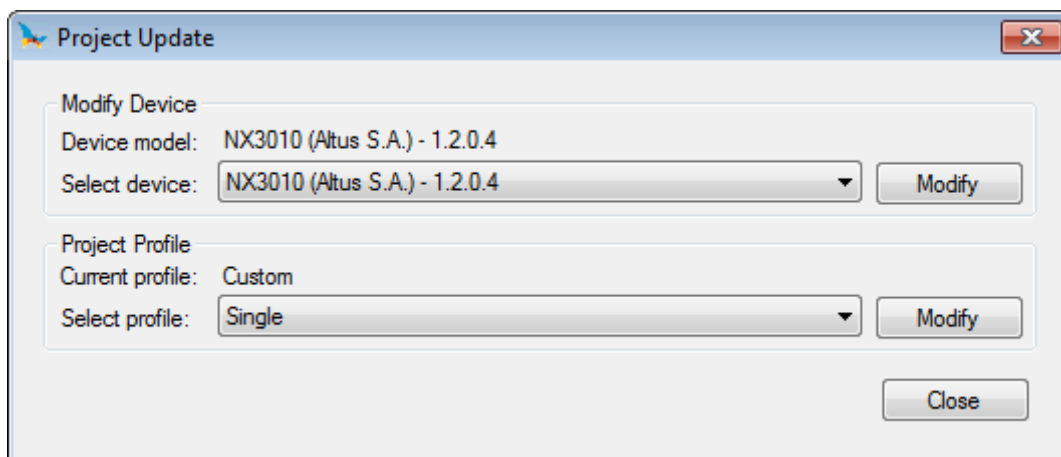 Project Update
Modify Device
Device model: NX3010 (Altus S.A.) - 1.2.0.4
Select device: NX3010 (Altus S.A.) - 1.2.0.4 Modify
Project Profile
Current profile: Custom
Select profile: Single Modify
Close